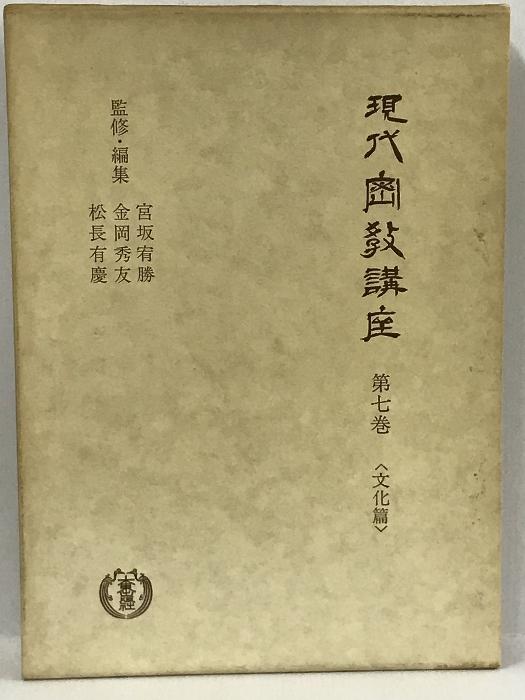 現代密教講座
第七巻 〈文化篇〉
監修・編集
宮坂宥勝
金岡秀友
松長有慶